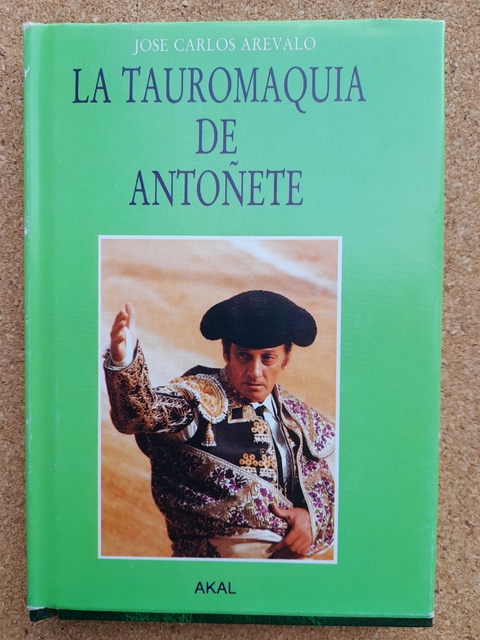 JOSE CARLOS AREVALO
LA TAUROMAQUIA
DE
ANTOÑETE
AKAL